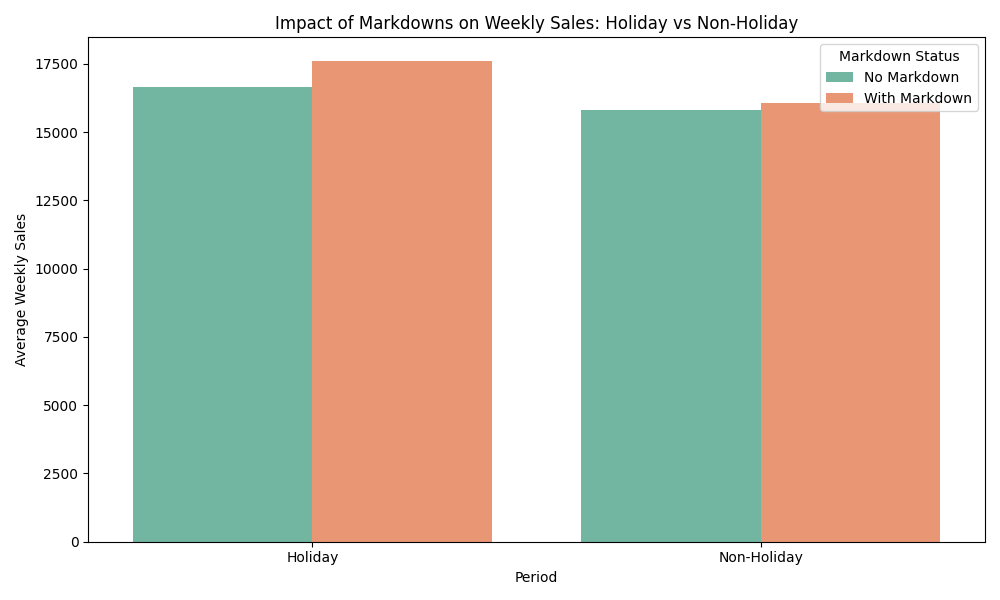 Impact of Markdowns on Weekly Sales: Holiday vs Non-Holiday
Markdown Status
No Markdown
With Markdown
17500
15000
12500
10000
7500
5000
2500
0
Average Weekly Sales
Holiday
Non-Holiday
Period